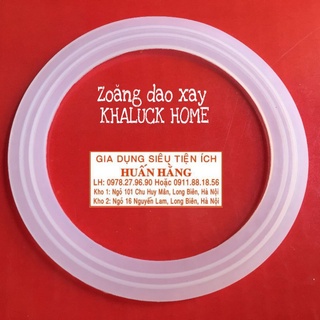 Zoăng dao xay
KHALUCK HOME
GIA DỤNG SIÊU TIỆN ÍCH
HUẤN HẰNG
LH: 0978.27.96.90 Hoặc 0911.88.18.56
Kho 1: Ngõ 101 Chu Huy Mân, Long Biên, Hà Nội
Kho 2: Ngõ 16 Nguyễn Lam, Long Biên, Hà Nội